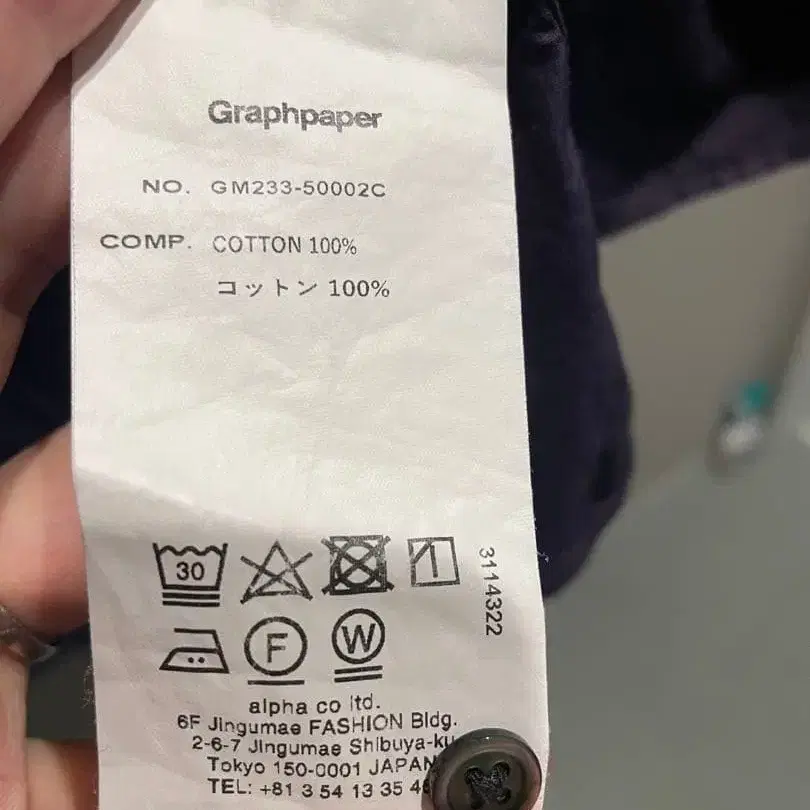 Graphpaper
NO. GM233-50002C
COMP. COTTON 100%
コットン 100%
30
3114322
F W
alpha co ltd.
6F Jingumae FASHION Bldg.
2-6-7 Jingumae Shibuya-ku
Tokyo 150-0001 JAPAN
TEL: +81 3 54 13 35